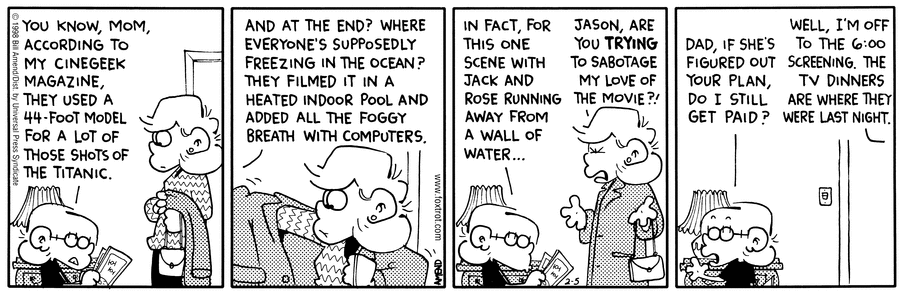 © 1998 Bill Amend/Dist. by Universal Press Syndicate
YOU KNOW, MOM,
ACCORDING TO
MY CINEGEEK
MAGAZINE,
THEY USED A
44-FOOT MODEL
FOR A LOT OF
THOSE SHOTS OF
THE TITANIC.
AND AT THE END? WHERE
EVERYONE'S SUPPOSEDLY
FREEZING IN THE OCEAN?
THEY FILMED IT IN A
HEATED INDOOR POOL AND
ADDED ALL THE FOGGY
BREATH WITH COMPUTERS.
www.foxtrot.com
AMEND
IN FACT, FOR
THIS ONE
SCENE WITH
JACK AND
ROSE RUNNING
AWAY FROM
A WALL OF
WATER...
JASON, ARE
YOU TRYING
TO SABOTAGE
MY LOVE OF
THE MOVIE?!
2-5
DAD, IF SHE'S
FIGURED OUT
YOUR PLAN,
DO I STILL
GET PAID?
WELL, I'M OFF
TO THE 6:00
SCREENING. THE
TV DINNERS
ARE WHERE THEY
WERE LAST NIGHT.